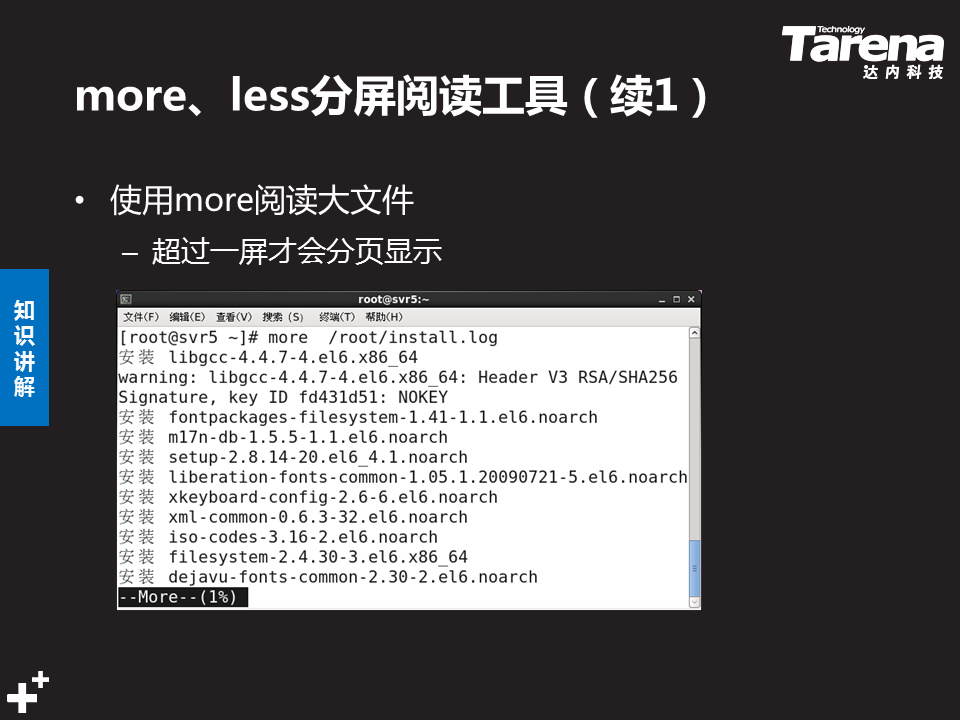 Technology
Tarena
达内科技
more、less分屏阅读工具（续1）
• 使用more阅读大文件
– 超过一屏才会分页显示
知识讲解
root@svr5:~
文件(F) 编辑(E) 查看(V) 搜索 (S) 终端(T) 帮助(H)
[root@svr5 ~]# more  /root/install.log
安装 libgcc-4.4.7-4.el6.x86_64
warning: libgcc-4.4.7-4.el6.x86_64: Header V3 RSA/SHA256
Signature, key ID fd431d51: NOKEY
安装 fontpackages-filesystem-1.41-1.1.el6.noarch
安装 m17n-db-1.5.5-1.1.el6.noarch
安装 setup-2.8.14-20.el6_4.1.noarch
安装 liberation-fonts-common-1.05.1.20090721-5.el6.noarch
安装 xkeyboard-config-2.6-6.el6.noarch
安装 xml-common-0.6.3-32.el6.noarch
安装 iso-codes-3.16-2.el6.noarch
安装 filesystem-2.4.30-3.el6.x86_64
安装 dejavu-fonts-common-2.30-2.el6.noarch
--More--(1%)